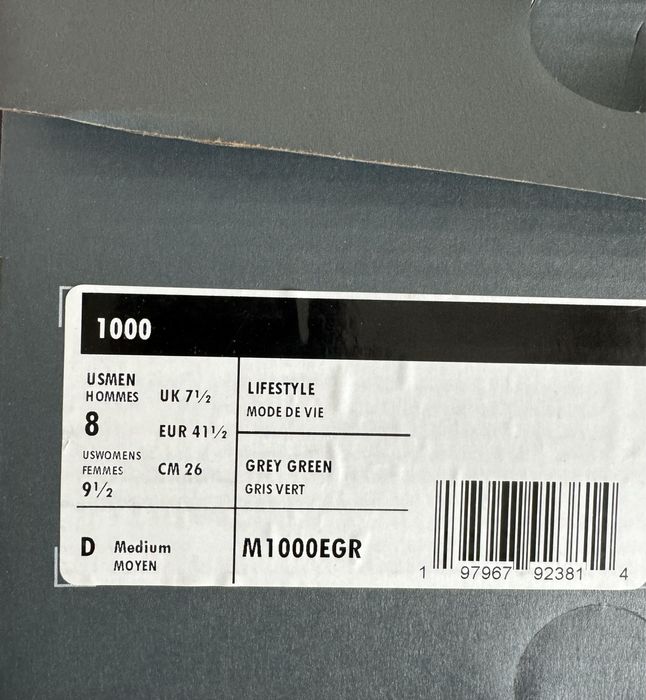 1000
USMEN
HOMMES
8
USWOMENS
FEMMES
9½
UK 7½
EUR 41½
CM 26
LIFESTYLE
MODE DE VIE
GREY GREEN
GRIS VERT
D Medium
MOYEN
M1000EGR
1 97967 92381 4